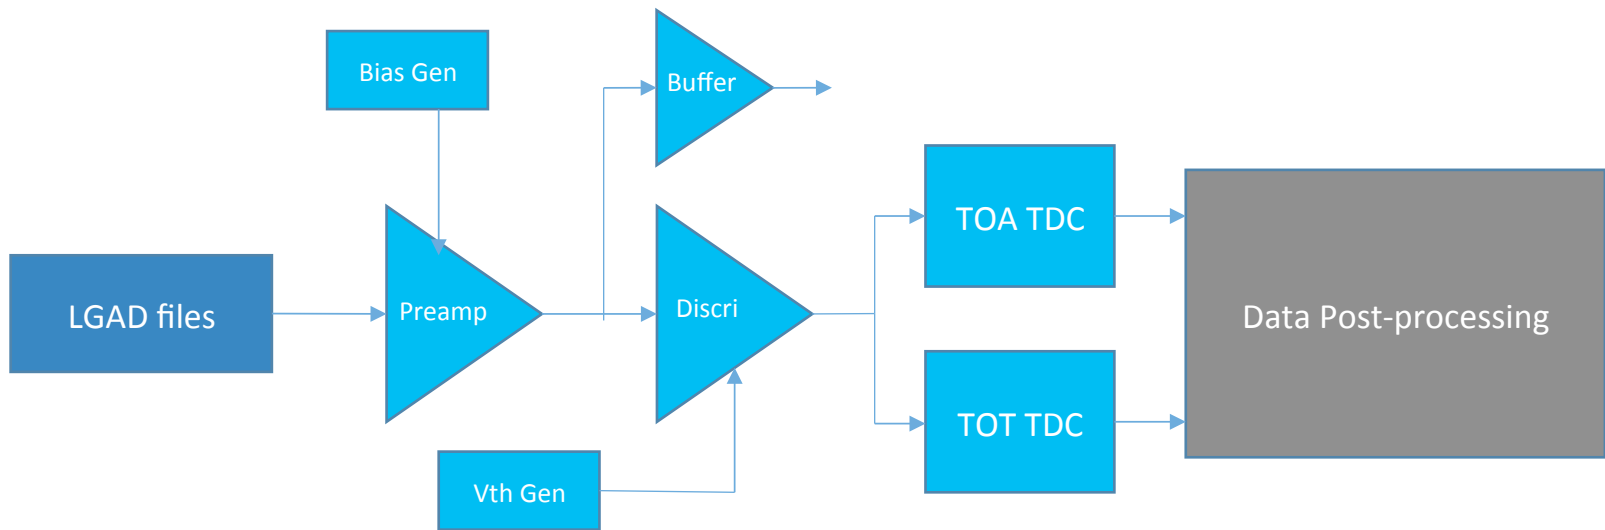 Bias Gen
Buffer
LGAD files
Preamp
Discri
TOA TDC
TOT TDC
Data Post-processing
Vth Gen